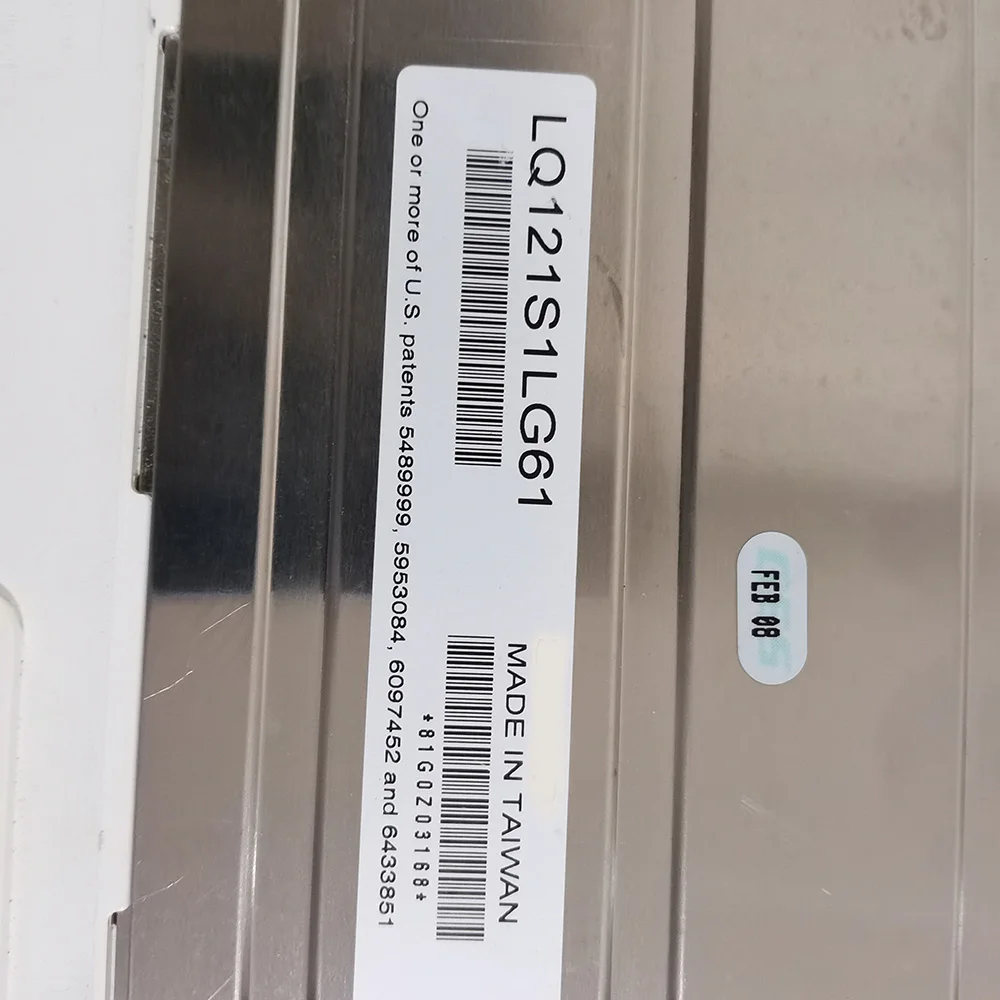 LQ121S1LG61
MADE IN TAIWAN
*81G0Z03168*
One or more of U.S. patents 5489999, 5953084, 6097452 and 6433851
FEB 08